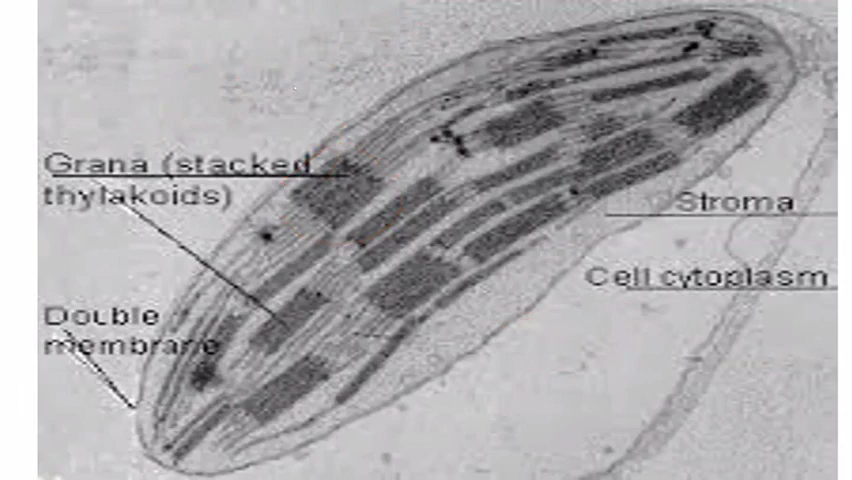 Grana (stacked
thylakoids)
Stroma
Cell cytoplasm
Double
membrane